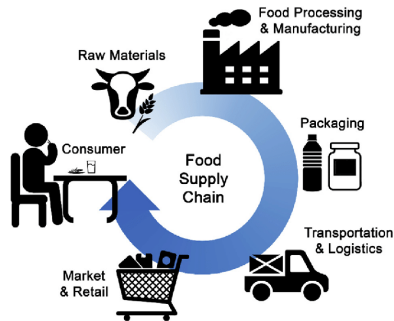 Food Processing
& Manufacturing
Raw Materials
Packaging
Consumer
Food
Supply
Chain
Transportation
& Logistics
Market
& Retail